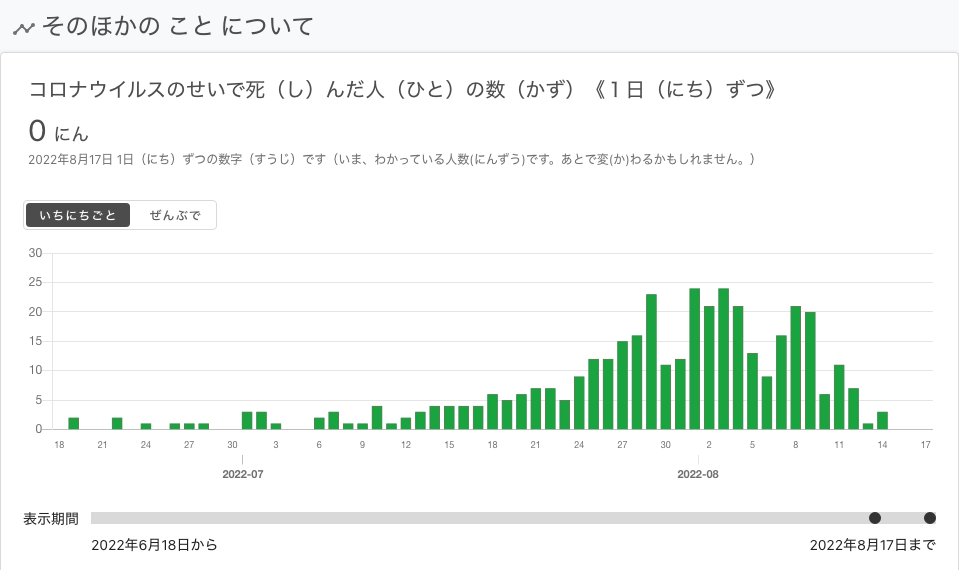 そのほかの こと について
コロナウイルスのせいで死（し）んだ人（ひと）の数（かず）《１日（にち）ずつ》
0 にん
2022年8月17日 1日（にち）ずつの数字（すうじ）です（いま、わかっている人数(にんずう)です。あとで変(か)わるかもしれません。）
いちにちごと ぜんぶで
30
25
20
15
10
5
0
18 21 24 27 30 3 6 9 12 15 18 21 24 27 30 2 5 8 11 14 17
2022-07 2022-08
表示期間
2022年6月18日から 2022年8月17日まで